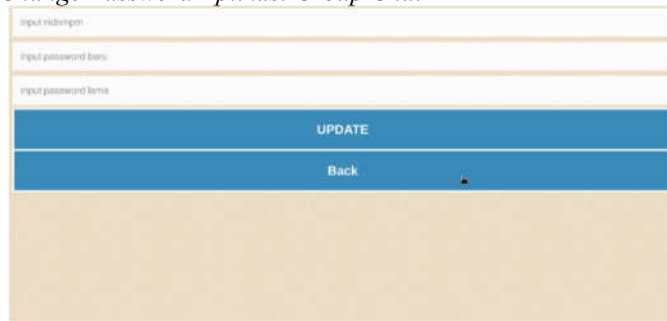 input nidn/npm
input password baru
input password lama
UPDATE
Back